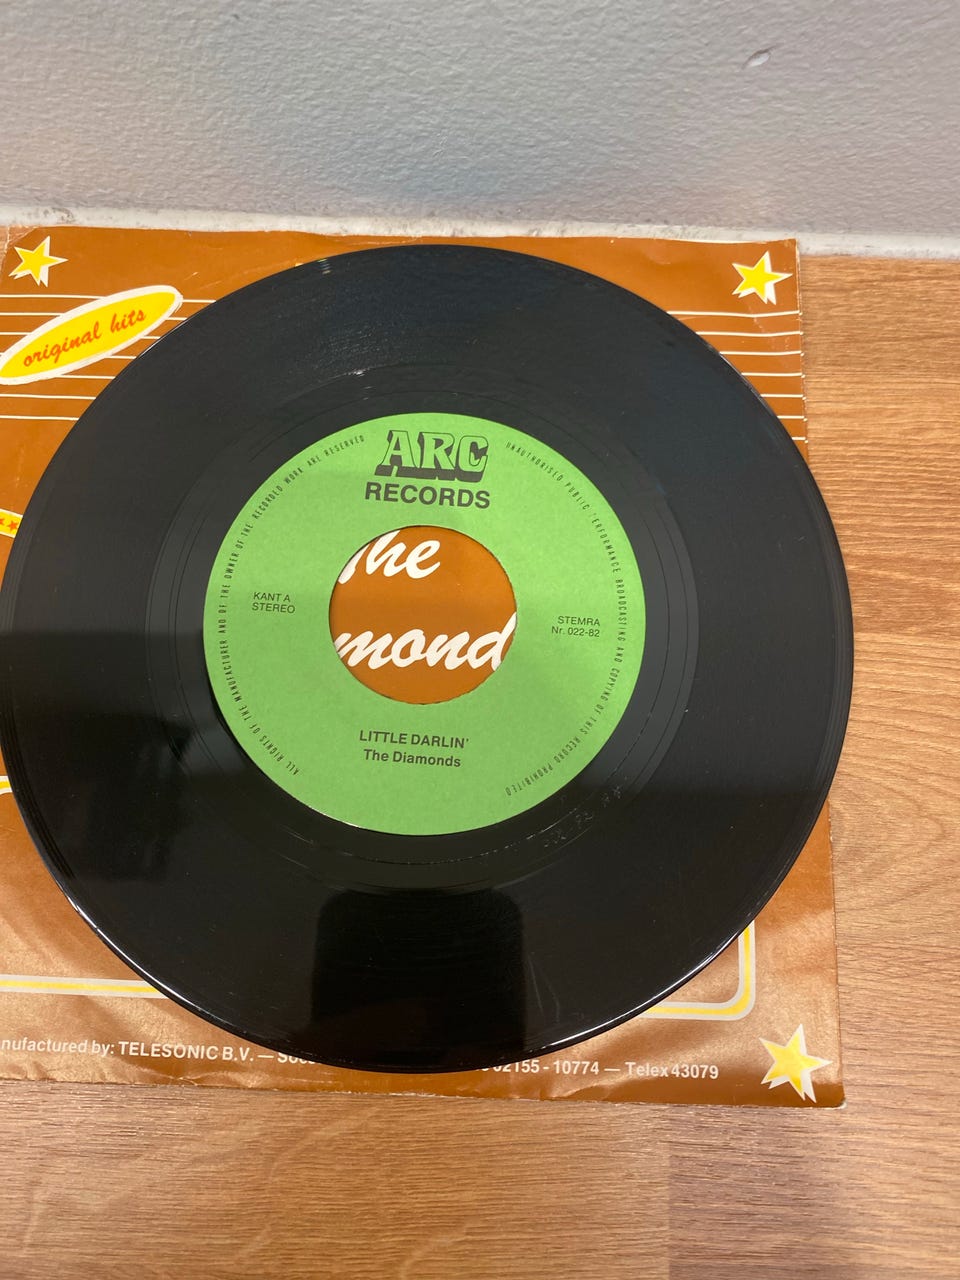 original hits
ARC
RECORDS
ALL RIGHTS OF THE MANUFACTURER AND OF THE OWNER OF THE RECORDED WORK ARE RESERVED
UNAUTHORISED PUBLIC PERFORMANCE BROADCASTING AND COPYING OF THIS RECORD PROHIBITED
The
mond
KANT A
STEREO
STEMRA
Nr. 022-82
LITTLE DARLIN'
The Diamonds
nufactured by: TELESONIC B.V. — 02155 - 10774 — Telex 43079